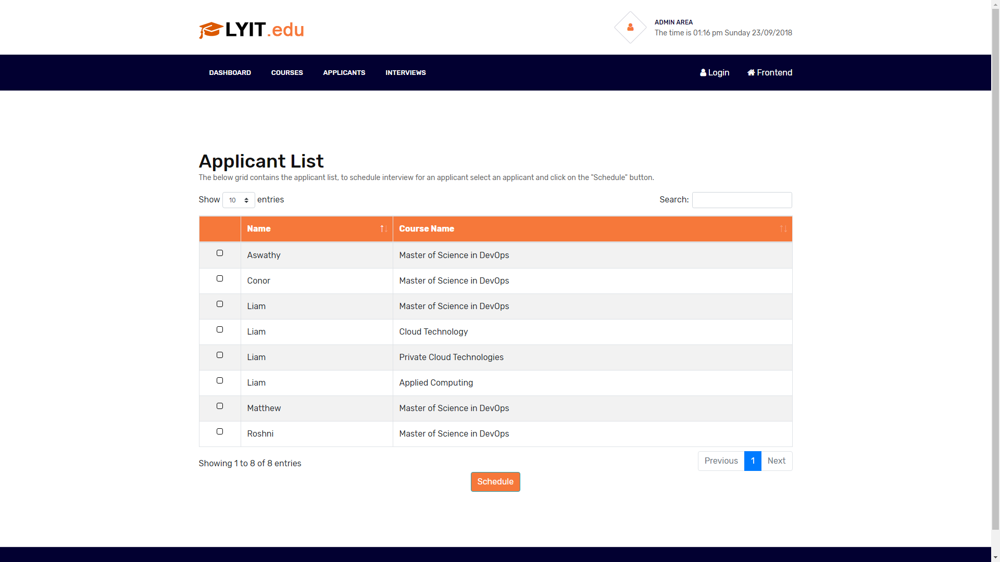 LYIT.edu
ADMIN AREA
The time is 01:16 pm Sunday 23/09/2018
DASHBOARD COURSES APPLICANTS INTERVIEWS Login Frontend
Applicant List
The below grid contains the applicant list, to schedule interview for an applicant select an applicant and click on the "Schedule" button.
Show 10 entries Search:
Name Course Name
Aswathy Master of Science in DevOps
Conor Master of Science in DevOps
Liam Master of Science in DevOps
Liam Cloud Technology
Liam Private Cloud Technologies
Liam Applied Computing
Matthew Master of Science in DevOps
Roshni Master of Science in DevOps
Showing 1 to 8 of 8 entries Previous 1 Next
Schedule